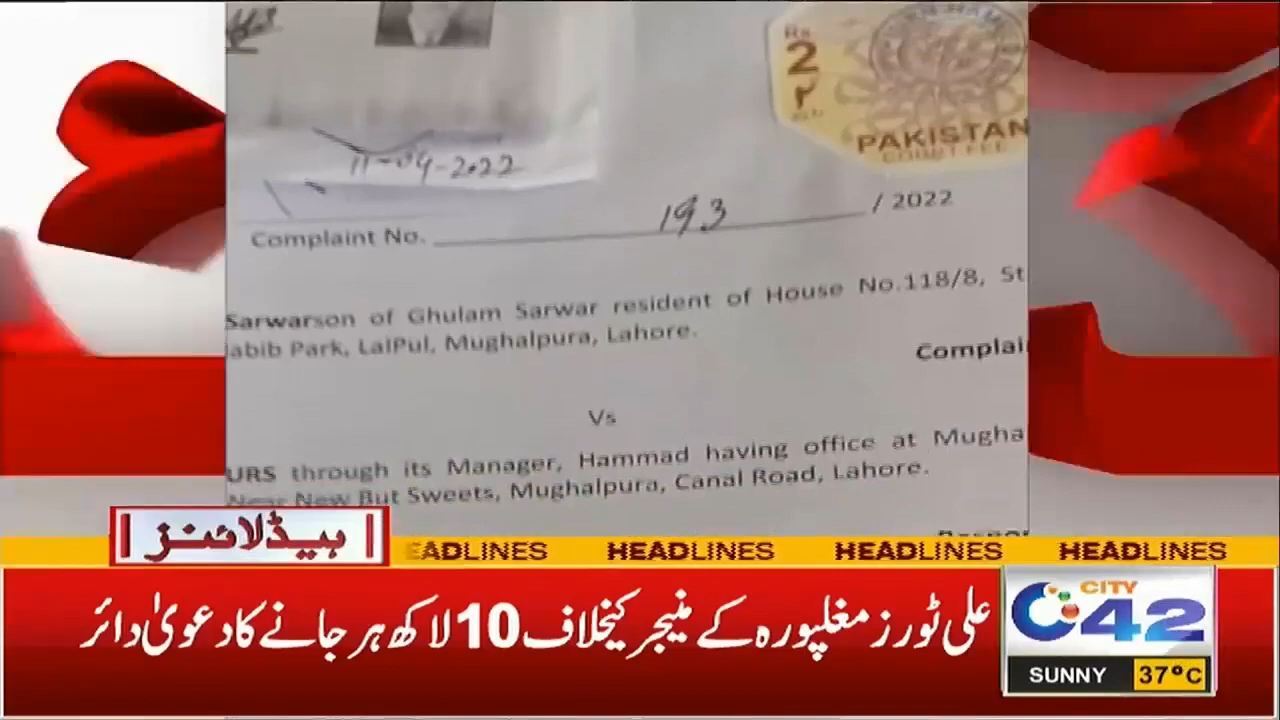 Rs
2
PAKISTAN
COURT FEE
11-04-2022
Complaint No. 193 / 2022
Sarwarson of Ghulam Sarwar resident of House No.118/8, St
abib Park, LalPul, Mughalpura, Lahore.
Complai
Vs
URS through its Manager, Hammad having office at Mugha
Near New But Sweets, Mughalpura, Canal Road, Lahore.
ہیڈلائنز
EADLINES HEADLINES HEADLINES HEADLINES
علی ٹورز مغلپورہ کے منیجر کیخلاف 10 لاکھ ہرجانے کا دعویٰ دائر
CITY
42
SUNNY 37°C